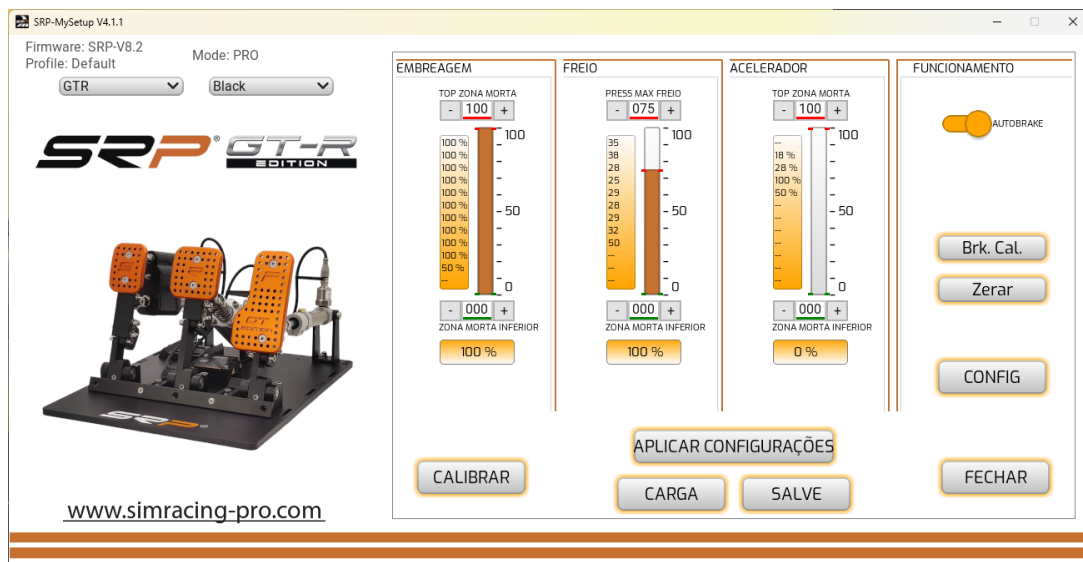 SRP-MySetup V4.1.1
Firmware: SRP-V8.2
Profile: Default
Mode: PRO
GTR
Black
SRP® GT-R
EDITION
GT
EDITION
SRP®
www.simracing-pro.com
EMBREAGEM
TOP ZONA MORTA
- 100 +
100 %
100 %
100 %
100 %
100 %
100 %
100 %
100 %
100 %
100 %
50 %
--
100
50
0
- 000 +
ZONA MORTA INFERIOR
100 %
FREIO
PRESS MAX FREIO
- 075 +
35
38
28
25
29
28
29
32
50
--
--
--
100
50
0
- 000 +
ZONA MORTA INFERIOR
100 %
ACELERADOR
TOP ZONA MORTA
- 100 +
--
18 %
28 %
100 %
50 %
--
--
--
--
--
--
--
100
50
0
- 000 +
ZONA MORTA INFERIOR
0 %
FUNCIONAMENTO
AUTOBRAKE
Brk. Cal.
Zerar
CONFIG
APLICAR CONFIGURAÇÕES
CALIBRAR
CARGA
SALVE
FECHAR